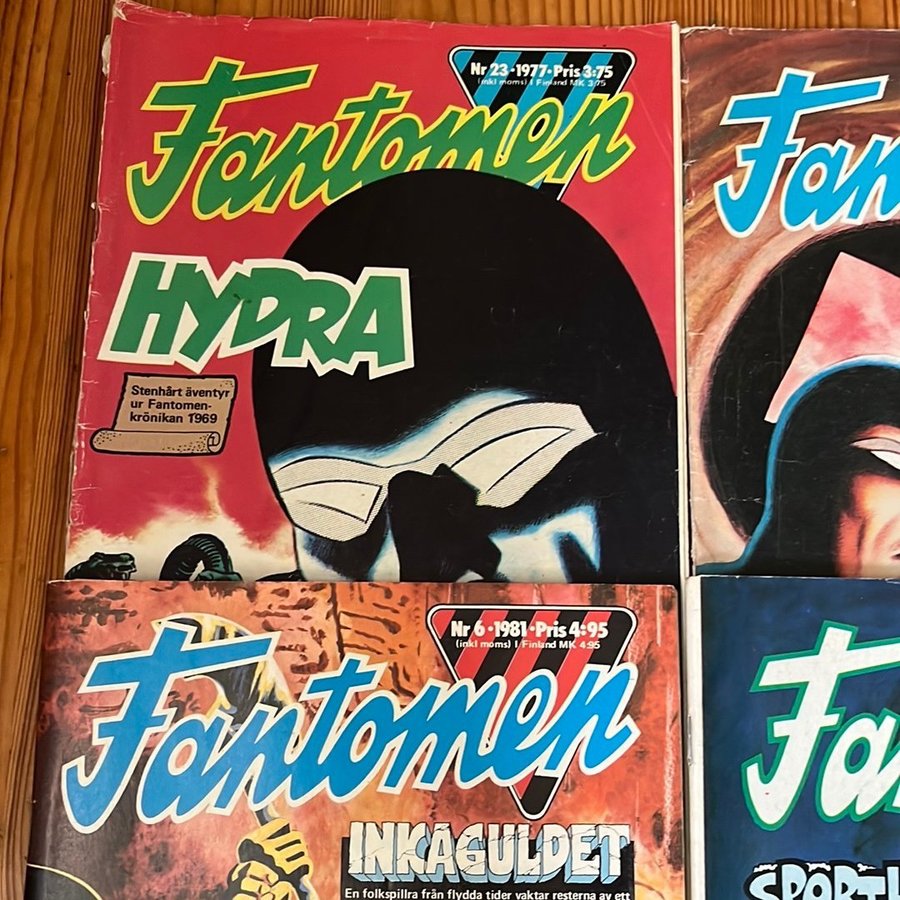 Nr 23 • 1977 • Pris 3:75
(inkl moms) I Finland MK 3:75
Fantomen
HYDRA
Stenhårt äventyr
ur Fantomen-
krönikan 1969
Fan
Nr 6 • 1981 • Pris 4:95
(inkl moms) I Finland MK 4:95
Fantomen
INKAGULDET
En folkspillra från flydda tider vaktar resterna av ett
Fa